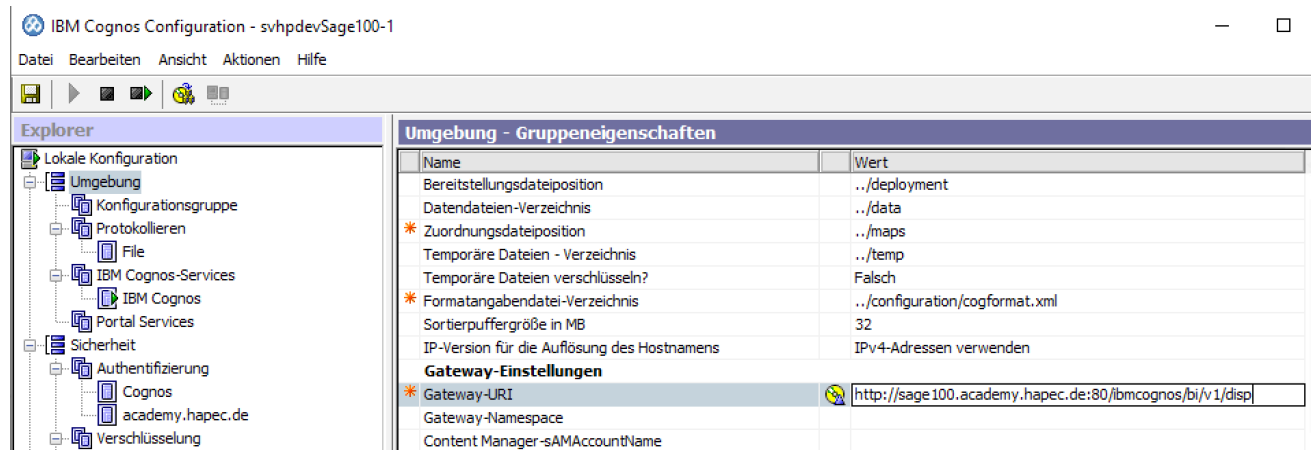 IBM Cognos Configuration - svhpdevSage100-1
Datei Bearbeiten Ansicht Aktionen Hilfe
Explorer
Lokale Konfiguration
Umgebung
Konfigurationsgruppe
Protokollieren
File
IBM Cognos-Services
IBM Cognos
Portal Services
Sicherheit
Authentifizierung
Cognos
academy.hapec.de
Verschlüsselung
Umgebung - Gruppeneigenschaften
Name Wert
Bereitstellungsdateiposition ../deployment
Datendateien-Verzeichnis ../data
* Zuordnungsdateiposition ../maps
Temporäre Dateien - Verzeichnis ../temp
Temporäre Dateien verschlüsseln? Falsch
* Formatangabendatei-Verzeichnis ../configuration/cogformat.xml
Sortierpuffergröße in MB 32
IP-Version für die Auflösung des Hostnamens IPv4-Adressen verwenden
Gateway-Einstellungen
* Gateway-URI http://sage100.academy.hapec.de:80/ibmcognos/bi/v1/disp
Gateway-Namespace
Content Manager-sAMAccountName